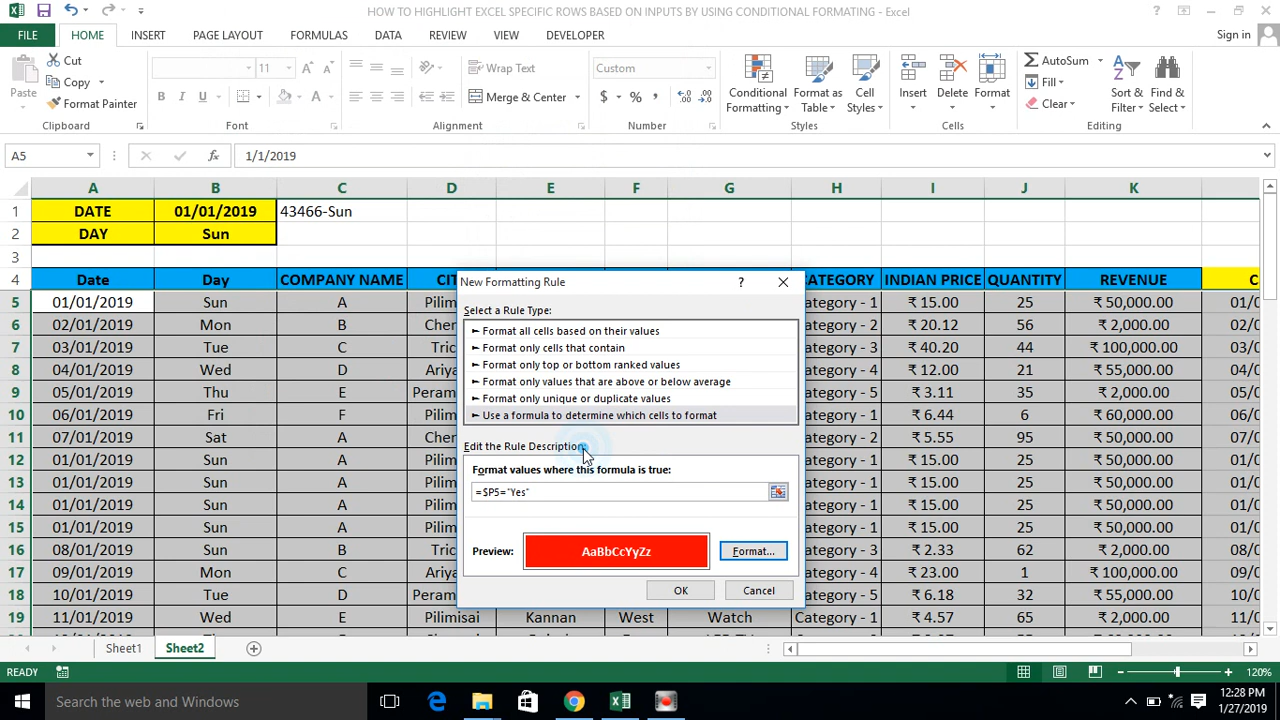 HOW TO HIGHLIGHT EXCEL SPECIFIC ROWS BASED ON INPUTS BY USING CONDITIONAL FORMATING - Excel
FILE HOME INSERT PAGE LAYOUT FORMULAS DATA REVIEW VIEW DEVELOPER Sign in
Paste Cut Copy Format Painter
11 Wrap Text Merge & Center Custom
Conditional Formatting Format as Table Cell Styles Insert Delete Format
AutoSum Fill Clear Sort & Filter Find & Select
Clipboard Font Alignment Number Styles Cells Editing
A5 fx 1/1/2019
A B C D E F G H I J K
1 DATE 01/01/2019 43466-Sun
2 DAY Sun
3
4 Date Day COMPANY NAME CIT CATEGORY INDIAN PRICE QUANTITY REVENUE C
5 01/01/2019 Sun A Pilim Category - 1 ₹ 15.00 25 ₹ 50,000.00 01/0
6 02/01/2019 Mon B Cher Category - 2 ₹ 20.12 56 ₹ 2,000.00 02/0
7 03/01/2019 Tue C Tric Category - 3 ₹ 40.20 44 ₹ 100,000.00 03/0
8 04/01/2019 Wed D Ariya Category - 4 ₹ 12.00 21 ₹ 55,000.00 04/0
9 05/01/2019 Thu E Peram Category - 5 ₹ 3.11 35 ₹ 2,000.00 05/0
10 06/01/2019 Fri F Pilim Category - 1 ₹ 6.44 6 ₹ 60,000.00 06/0
11 07/01/2019 Sat A Cher Category - 1 ₹ 5.55 95 ₹ 2,000.00 07/0
12 01/01/2019 Sun A Pilim Category - 1 ₹ 15.00 25 ₹ 50,000.00 01/0
13 01/01/2019 Sun A Pilim Category - 1 ₹ 15.00 25 ₹ 50,000.00 01/0
14 01/01/2019 Sun A Pilim Category - 1 ₹ 15.00 25 ₹ 50,000.00 01/0
15 01/01/2019 Sun A Pilim Category - 1 ₹ 15.00 25 ₹ 50,000.00 01/0
16 08/01/2019 Mon B Tric Category - 3 ₹ 2.33 62 ₹ 2,000.00 08/0
17 09/01/2019 Tue C Ariya Category - 4 ₹ 23.00 1 ₹ 100,000.00 09/0
18 10/01/2019 Tue D Peram Category - 5 ₹ 6.18 32 ₹ 55,000.00 10/0
19 11/01/2019 Wed E Pilimisai Kannan West Watch Category - 1 ₹ 4.57 65 ₹ 2,000.00 11/0
New Formatting Rule
Select a Rule Type:
► Format all cells based on their values
► Format only cells that contain
► Format only top or bottom ranked values
► Format only values that are above or below average
► Format only unique or duplicate values
► Use a formula to determine which cells to format
Edit the Rule Description:
Format values where this formula is true:
=$P5="Yes"
Preview: AaBbCcYyZz Format...
OK Cancel
Sheet1 Sheet2
READY 120%
Search the web and Windows
12:28 PM
1/27/2019